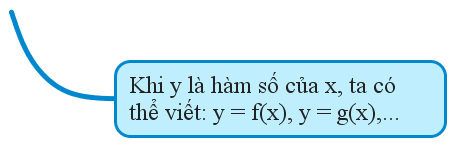 Khi y là hàm số của x, ta có
thể viết: y = f(x), y = g(x),...